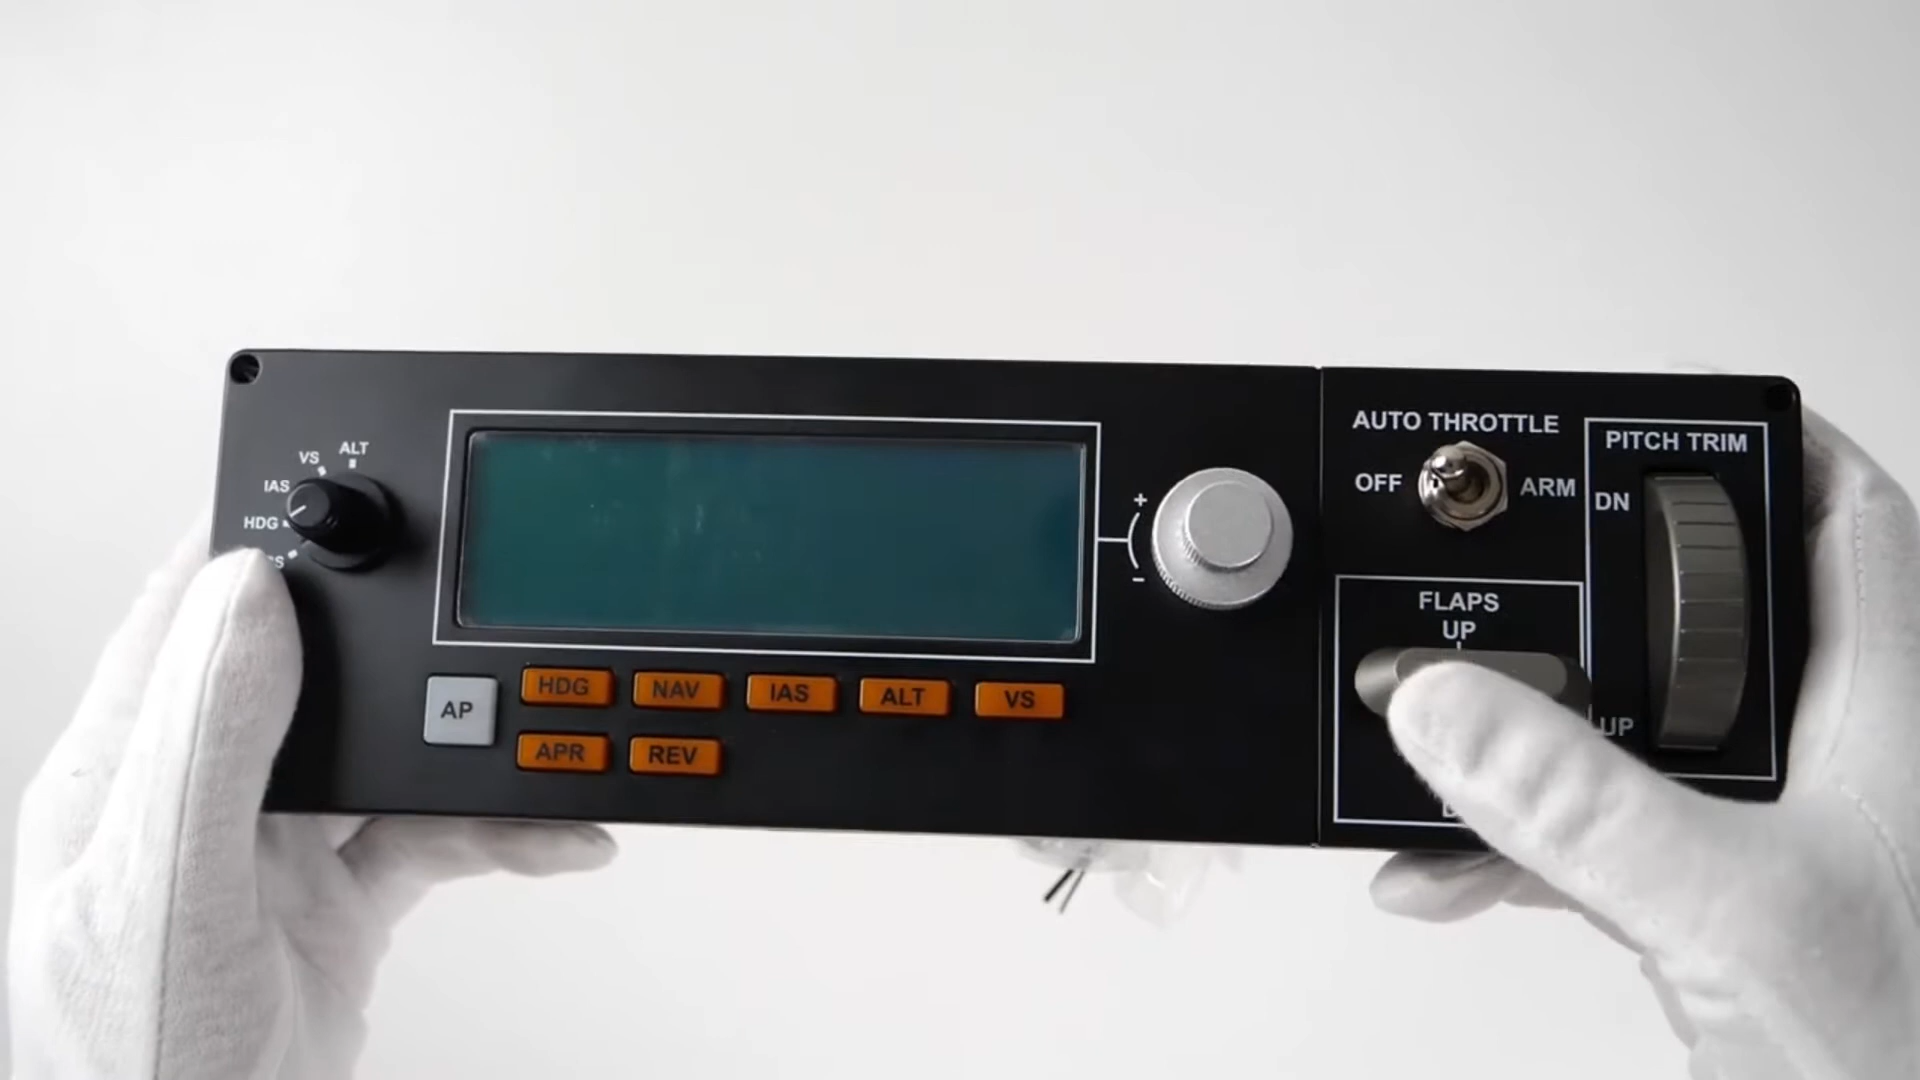 VS ALT
IAS
HDG
+
-
AP
HDG NAV IAS ALT VS
APR REV
AUTO THROTTLE
OFF ARM
FLAPS
UP
PITCH TRIM
DN
UP